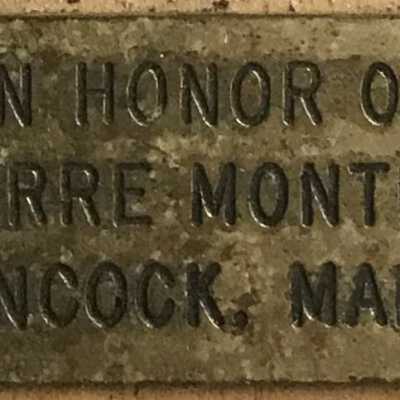 N HONOR O
RRE MONT
NCOCK, MA